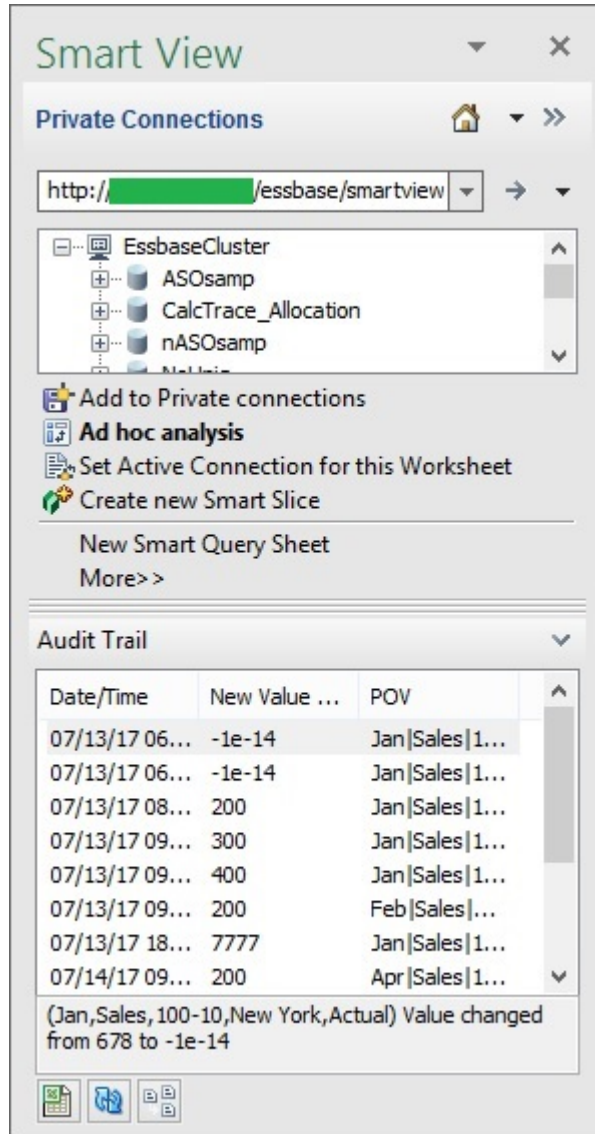 Smart View
Private Connections
http:// /essbase/smartview
EssbaseCluster
ASOsamp
CalcTrace_Allocation
nASOsamp
Add to Private connections
Ad hoc analysis
Set Active Connection for this Worksheet
Create new Smart Slice
New Smart Query Sheet
More>>
Audit Trail
Date/Time New Value ... POV
07/13/17 06... -1e-14 Jan|Sales|1...
07/13/17 06... -1e-14 Jan|Sales|1...
07/13/17 08... 200 Jan|Sales|1...
07/13/17 09... 300 Jan|Sales|1...
07/13/17 09... 400 Jan|Sales|1...
07/13/17 09... 200 Feb|Sales|...
07/13/17 18... 7777 Jan|Sales|1...
07/14/17 09... 200 Apr|Sales|1...
(Jan,Sales,100-10,New York,Actual) Value changed
from 678 to -1e-14